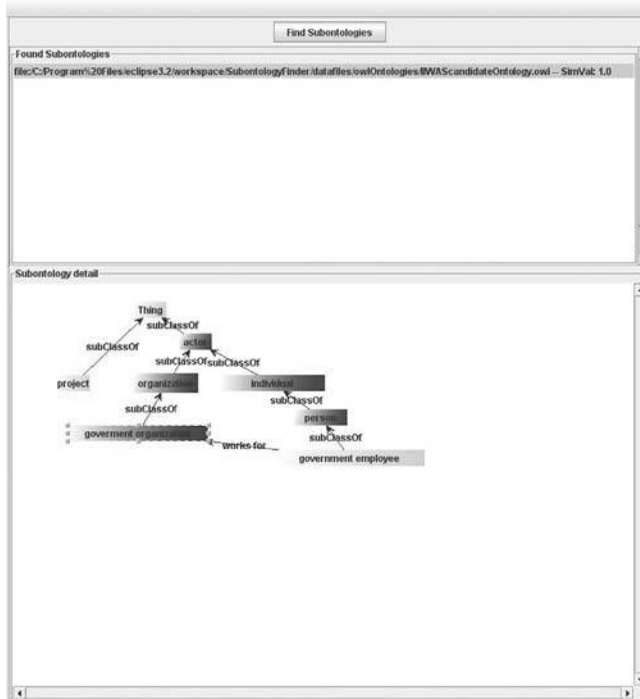 Find Subontologies
Found Subontologies
file:/C:/Program%20Files/eclipse3.2/workspace/SubontologyFinder/datafiles/owlOntologies/IIWAScandidateOntology.owl -- SimVal: 1.0
Subontology detail
Thing
subClassOf
actor
subClassOf
subClassOf
subClassOf
project
organization
individual
subClassOf
subClassOf
person
goverment organization
subClassOf
works for
government employee